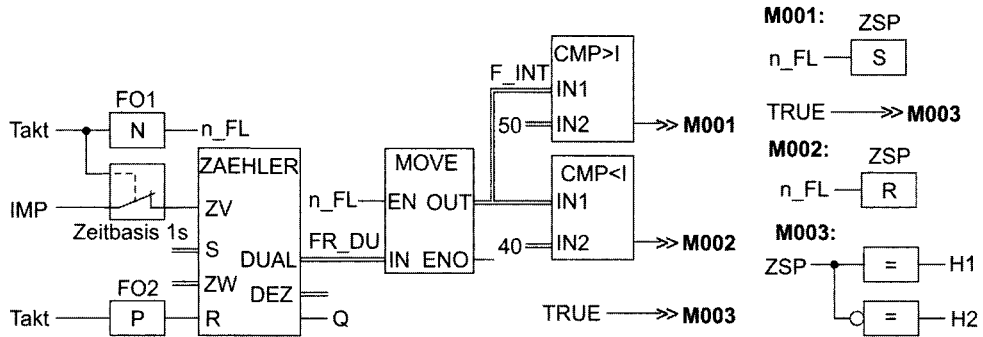 M001:
ZSP
n_FL S
TRUE >> M003
M002:
ZSP
n_FL R
M003:
ZSP = H1
= H2
CMP>I
F_INT
IN1
50 IN2
>> M001
CMP<I
IN1
40 IN2
>> M002
TRUE >> M003
FO1
Takt N n_FL
IMP
Zeitbasis 1s
ZAEHLER
ZV
S
DUAL
ZW
DEZ
R Q
FR_DU
MOVE
n_FL EN OUT
IN ENO
FO2
Takt P